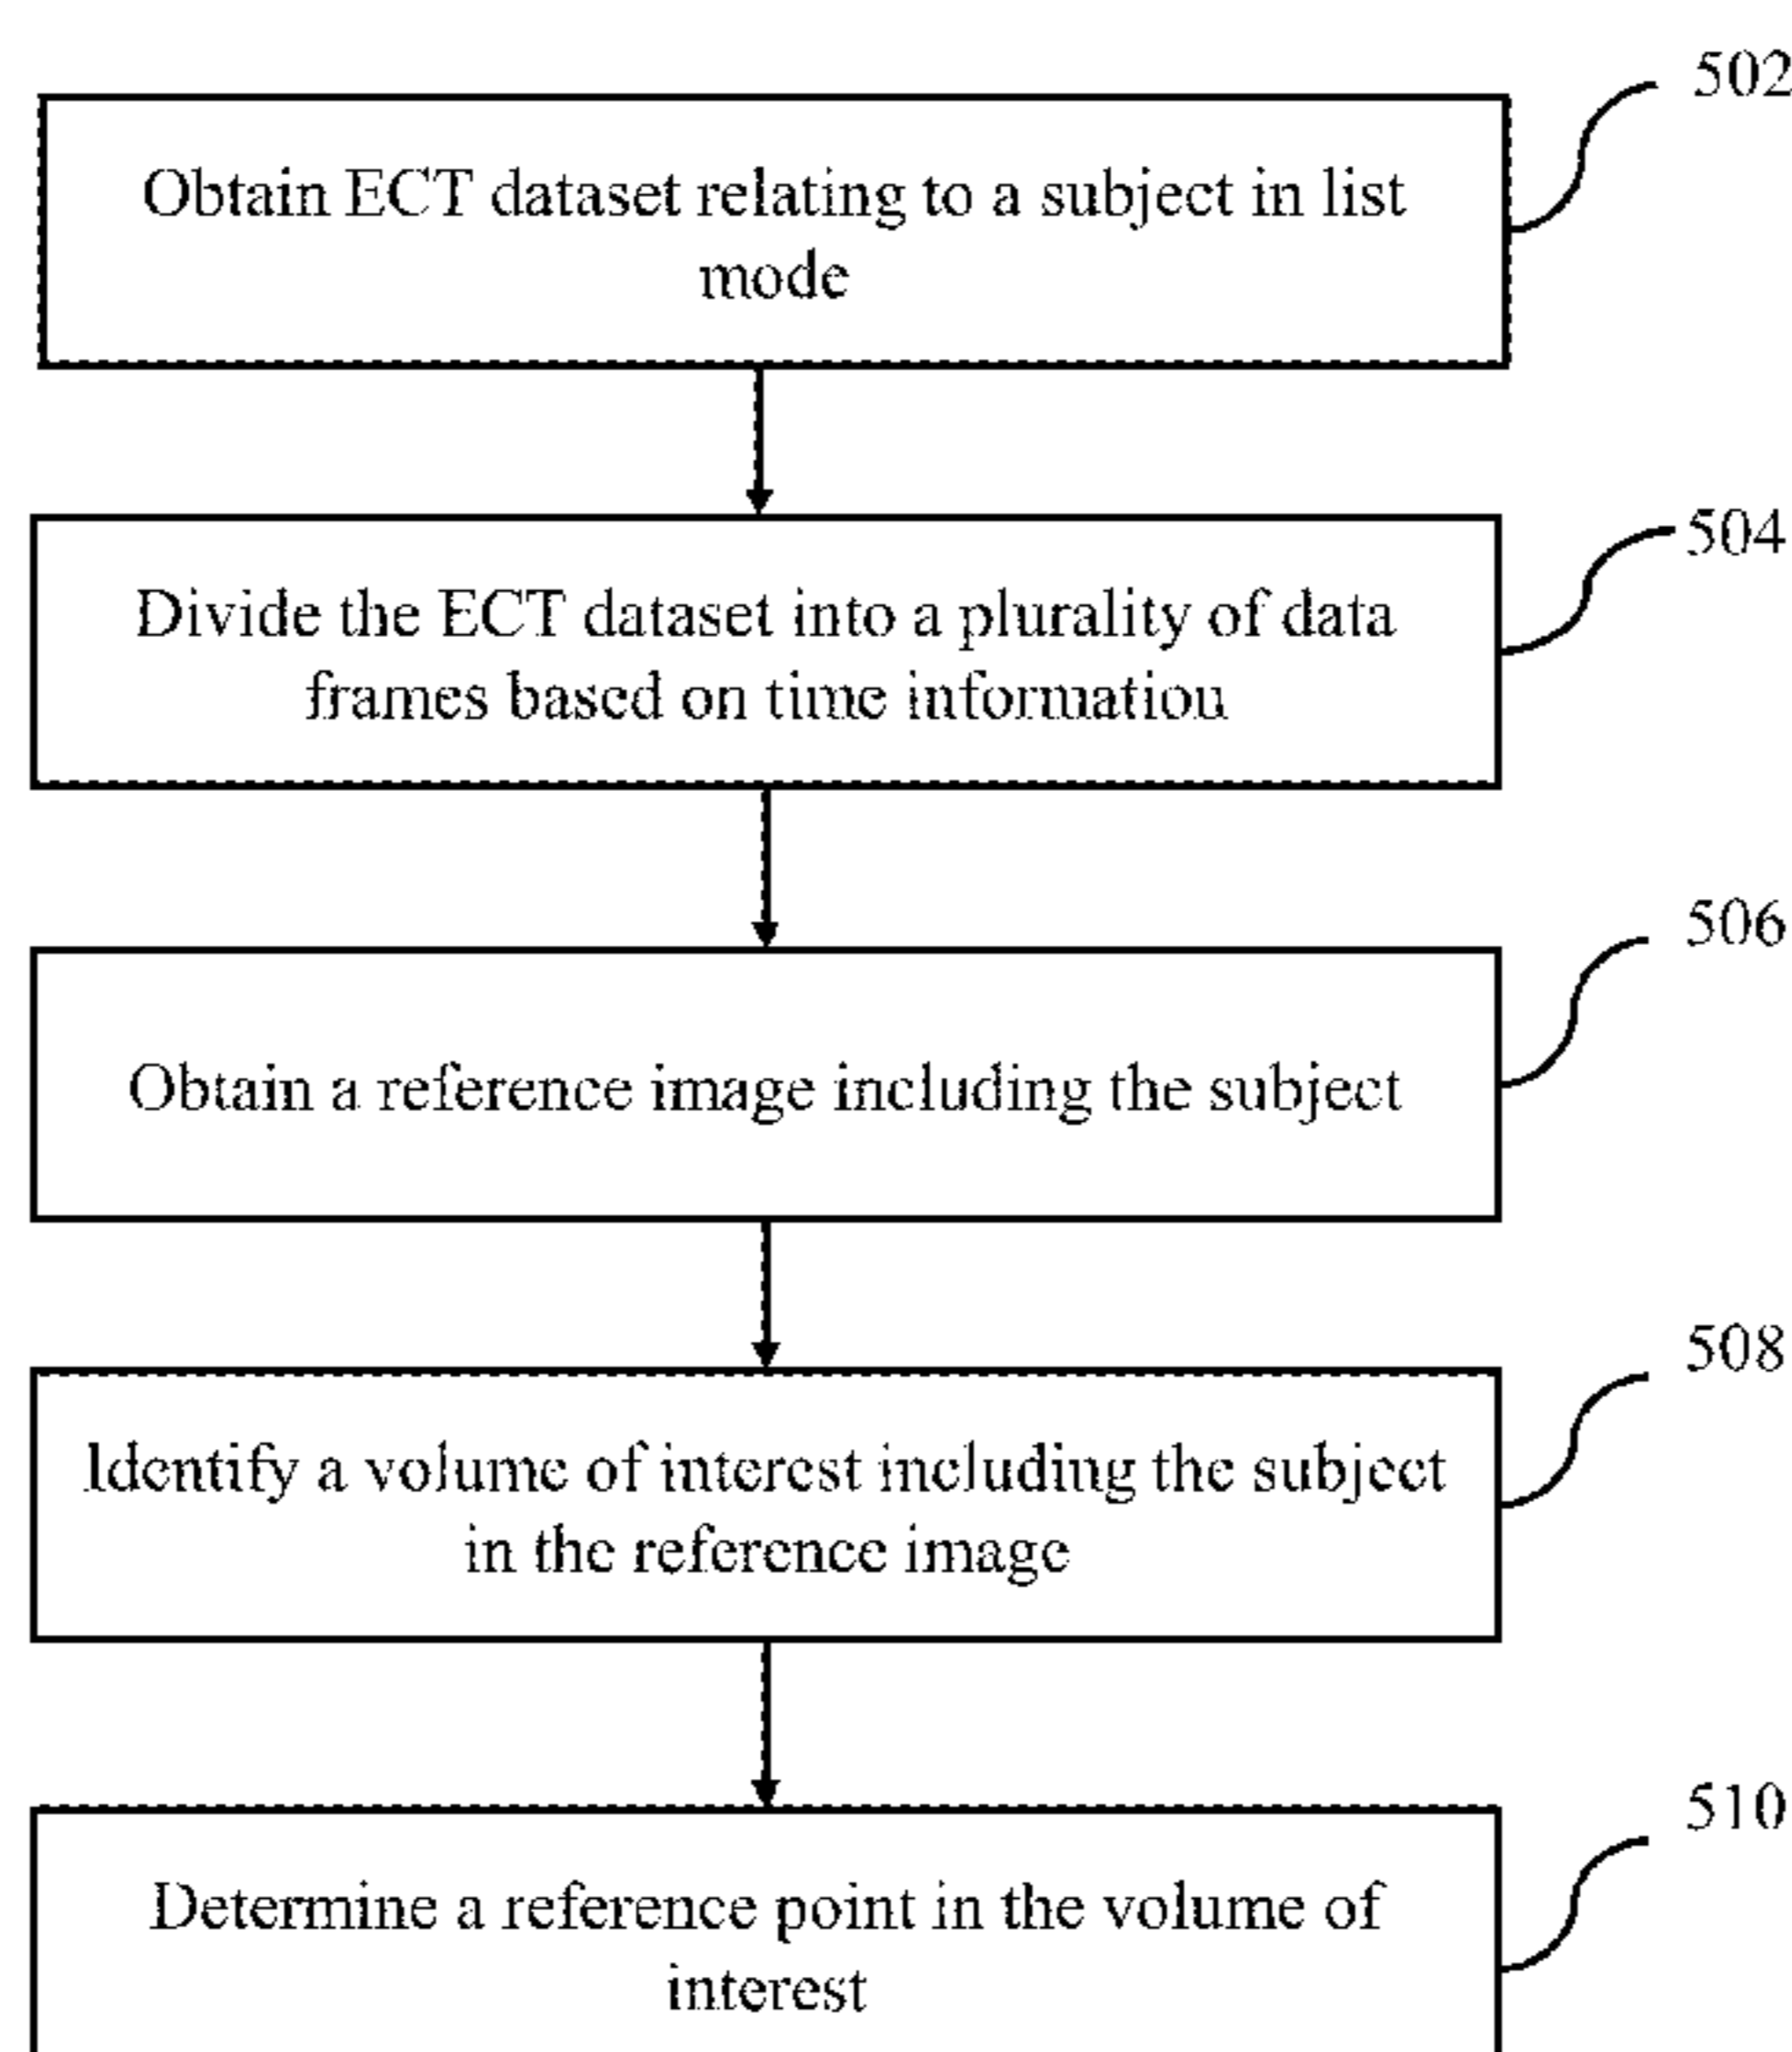 502
Obtain ECT dataset relating to a subject in list
mode
504
Divide the ECT dataset into a plurality of data
frames based on time information
506
Obtain a reference image including the subject
508
Identify a volume of interest including the subject
in the reference image
510
Determine a reference point in the volume of
interest